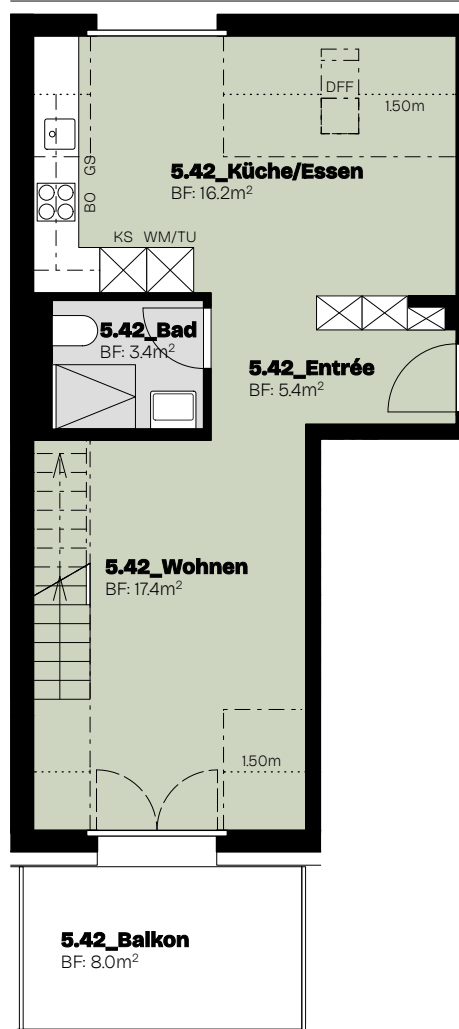 DFF
1.50m
GS
BO
5.42_Küche/Essen
BF: 16.2m²
KS WM/TU
5.42_Bad
BF: 3.4m²
5.42_Entrée
BF: 5.4m²
5.42_Wohnen
BF: 17.4m²
1.50m
5.42_Balkon
BF: 8.0m²